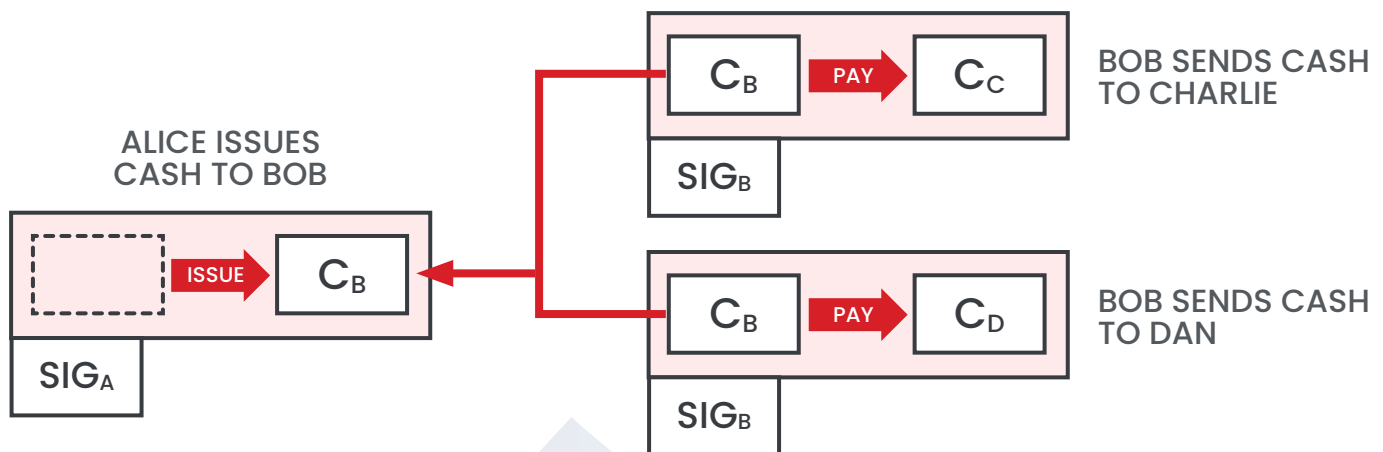 ALICE ISSUES
CASH TO BOB
ISSUE
CB
SIGA
CB
PAY
CC
SIGB
BOB SENDS CASH
TO CHARLIE
CB
PAY
CD
SIGB
BOB SENDS CASH
TO DAN